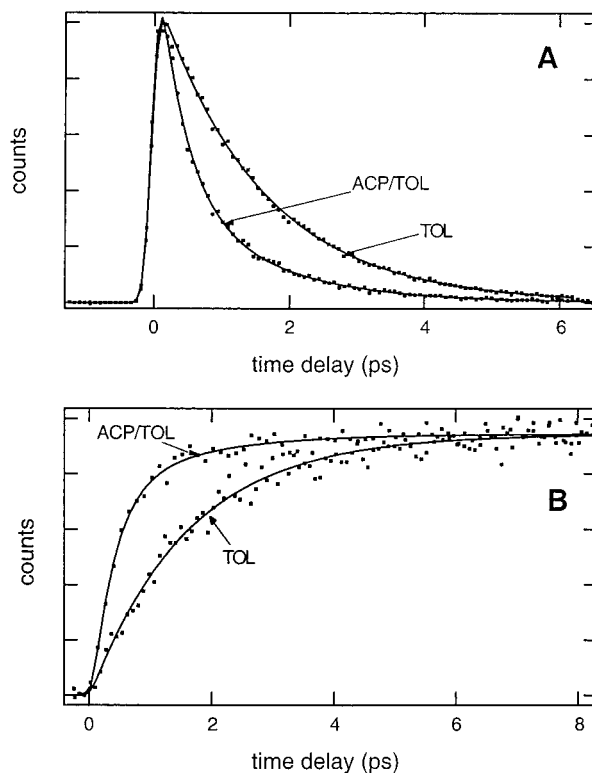 A
counts
ACP/TOL
TOL
0
2
4
6
time delay (ps)
ACP/TOL
B
counts
TOL
0
2
4
6
8
time delay (ps)